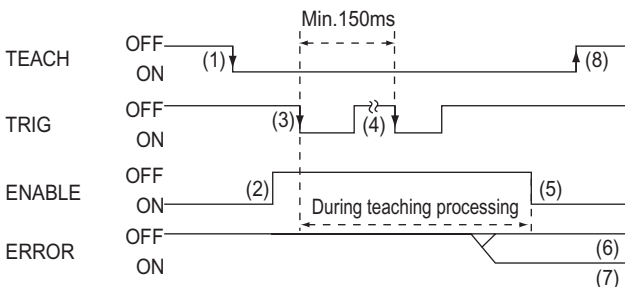 Min.150ms
TEACH OFF (1) (8)
ON
TRIG OFF (3) (4)
ON
ENABLE OFF (2) (5)
ON During teaching processing
ERROR OFF (6)
ON (7)